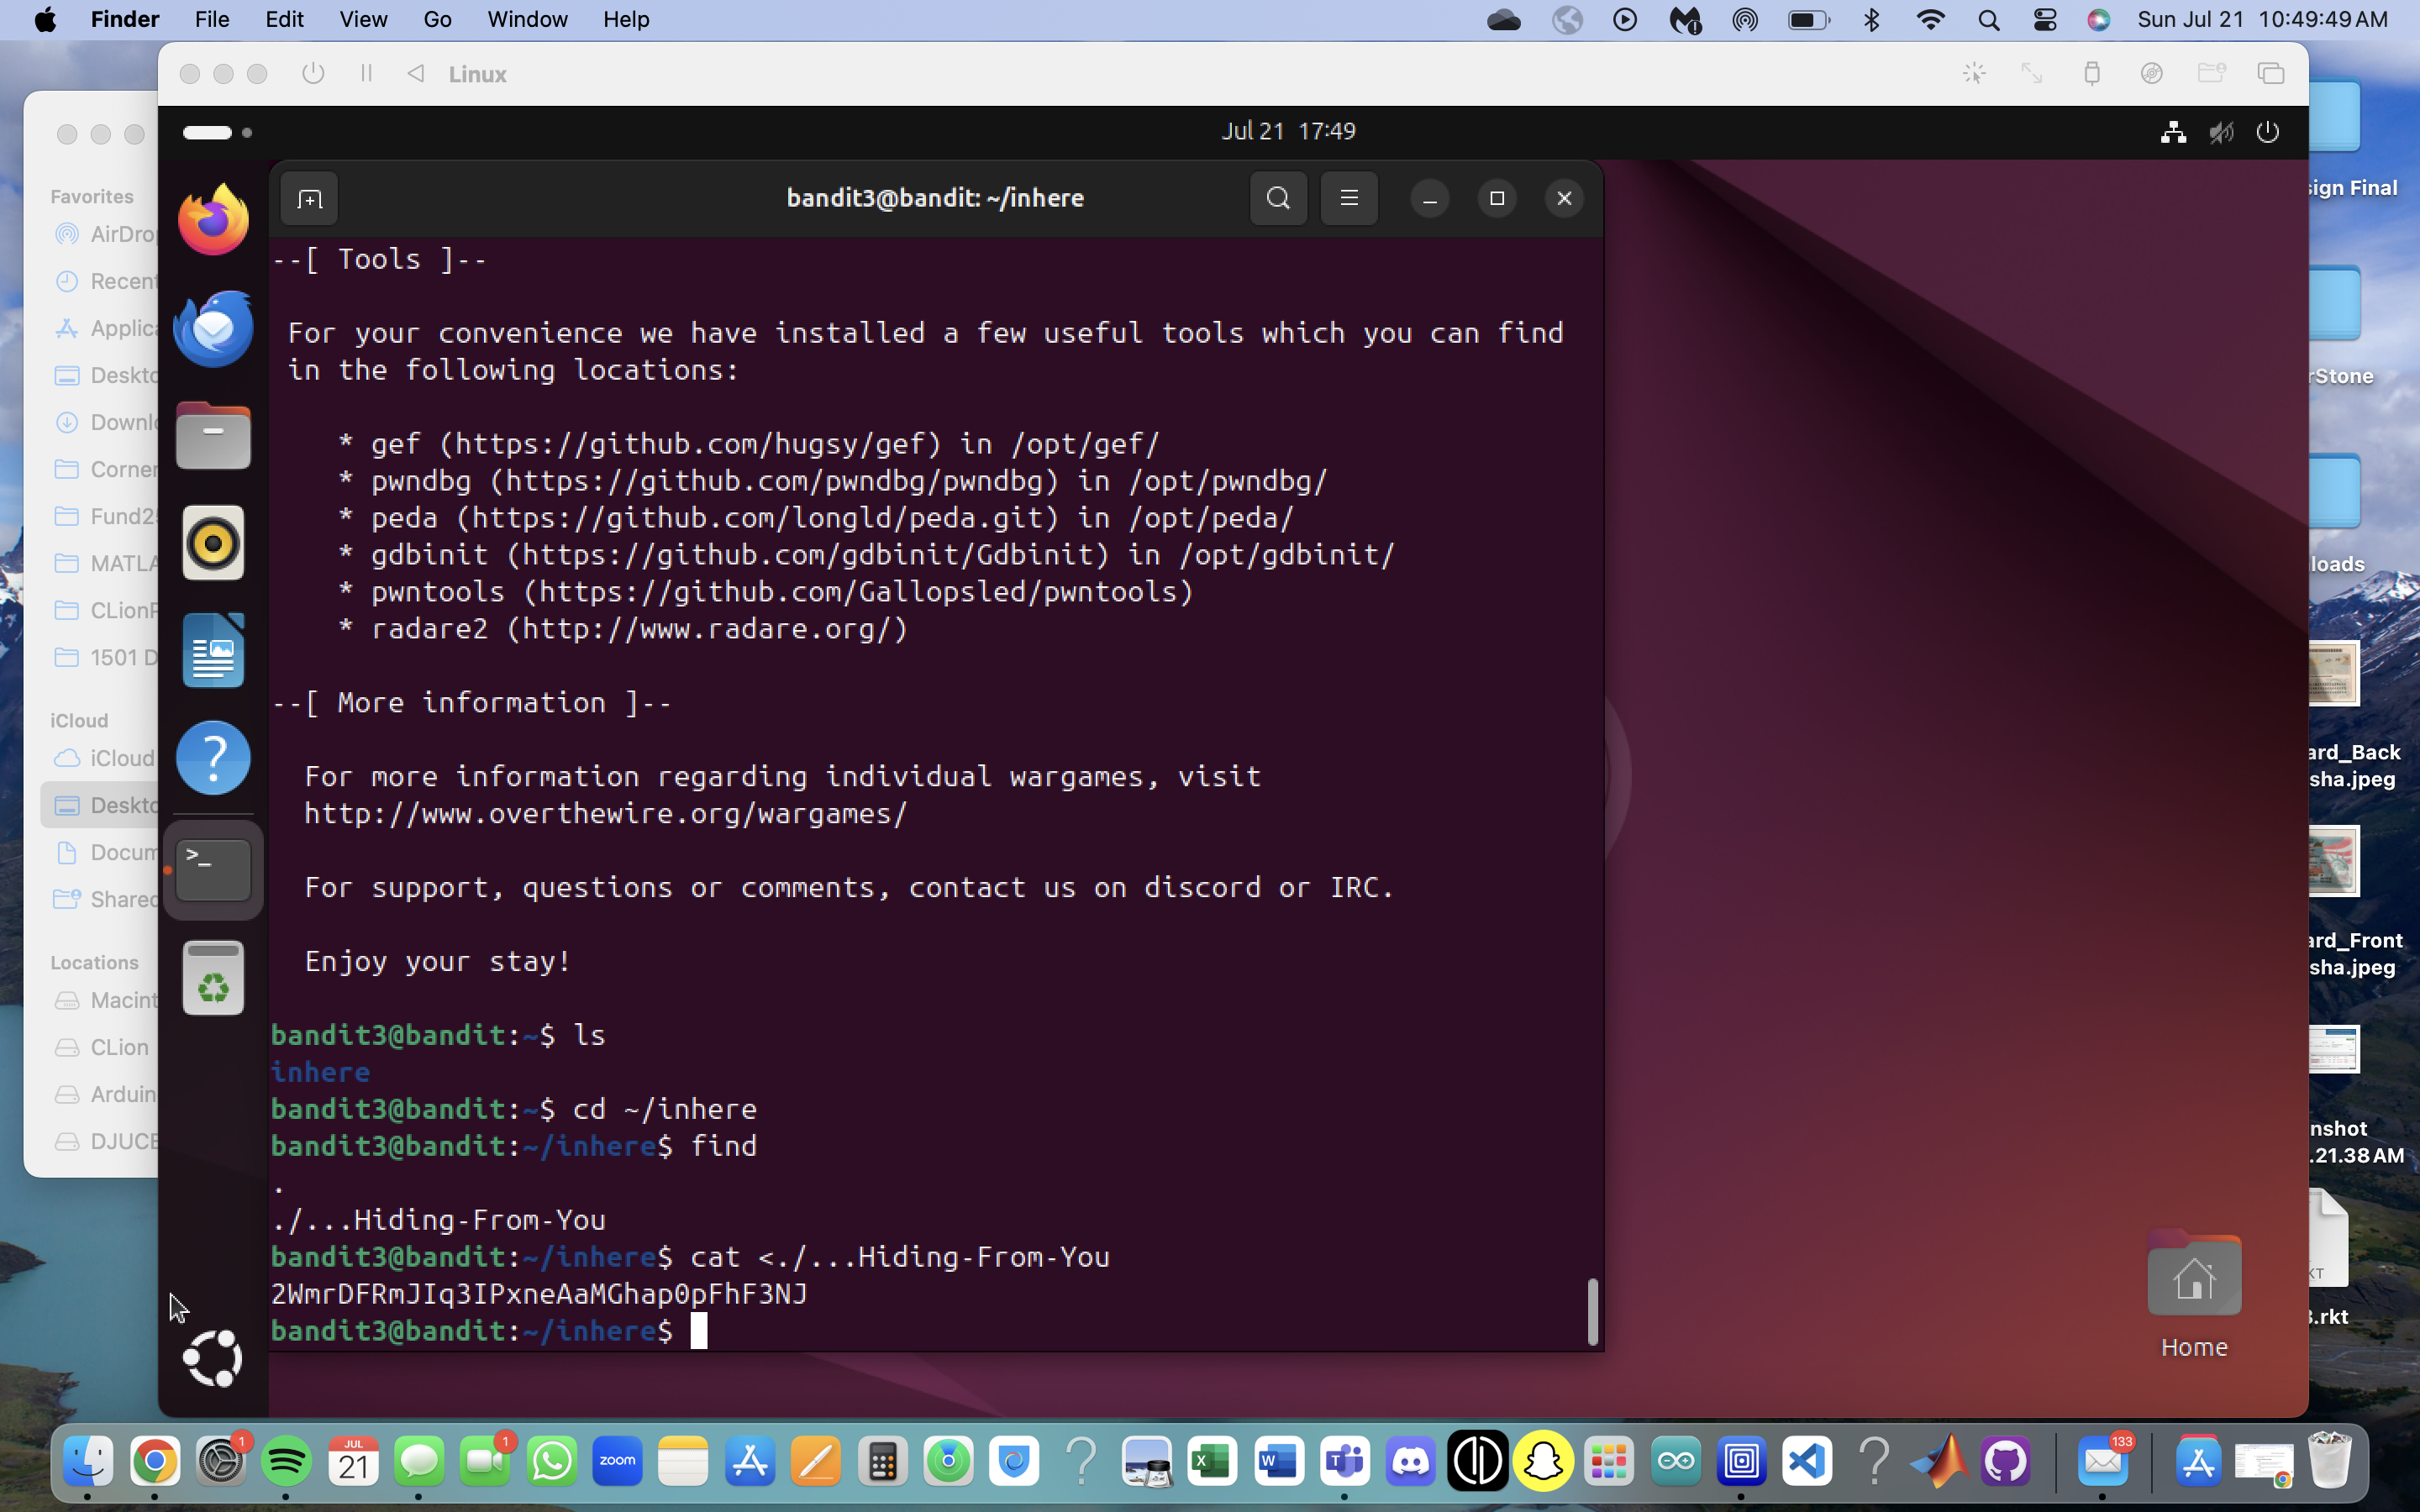 Finder File Edit View Go Window Help
Sun Jul 21 10:49:49 AM
Linux
Jul 21 17:49
Favorites
AirDrop
Recent
Applica
Deskto
Downlo
Corner
Fund25
MATLA
CLionP
1501 D
iCloud
iCloud
Deskto
Docum
Shared
Locations
Macint
CLion
Arduin
DJUCE
bandit3@bandit: ~/inhere
--[ Tools ]--
For your convenience we have installed a few useful tools which you can find
in the following locations:
* gef (https://github.com/hugsy/gef) in /opt/gef/
* pwndbg (https://github.com/pwndbg/pwndbg) in /opt/pwndbg/
* peda (https://github.com/longld/peda.git) in /opt/peda/
* gdbinit (https://github.com/gdbinit/Gdbinit) in /opt/gdbinit/
* pwntools (https://github.com/Gallopsled/pwntools)
* radare2 (http://www.radare.org/)
--[ More information ]--
For more information regarding individual wargames, visit
http://www.overthewire.org/wargames/
For support, questions or comments, contact us on discord or IRC.
Enjoy your stay!
bandit3@bandit:~$ ls
inhere
bandit3@bandit:~$ cd ~/inhere
bandit3@bandit:~/inhere$ find
.
./...Hiding-From-You
bandit3@bandit:~/inhere$ cat <./...Hiding-From-You
2WmrDFRmJIq3IPxneAaMGhap0pFhF3NJ
bandit3@bandit:~/inhere$
Home
sign Final
rStone
loads
ard_Back
sha.jpeg
ard_Front
sha.jpeg
nshot
.21.38 AM
.rkt
1
JUL
21
1
zoom
133